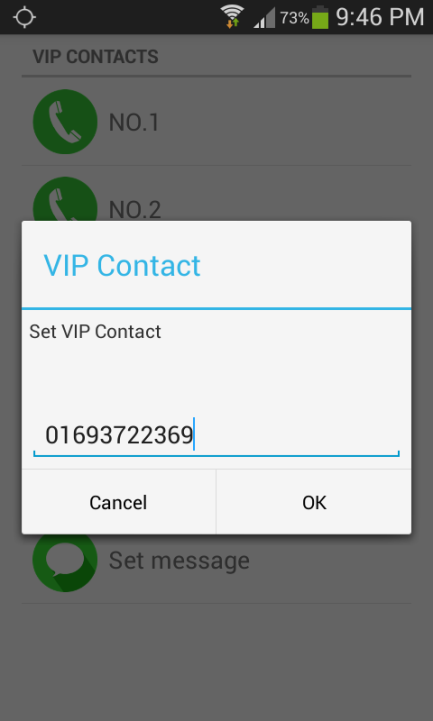 73% 9:46 PM
VIP CONTACTS
NO.1
NO.2
VIP Contact
Set VIP Contact
01693722369
Cancel OK
Set message